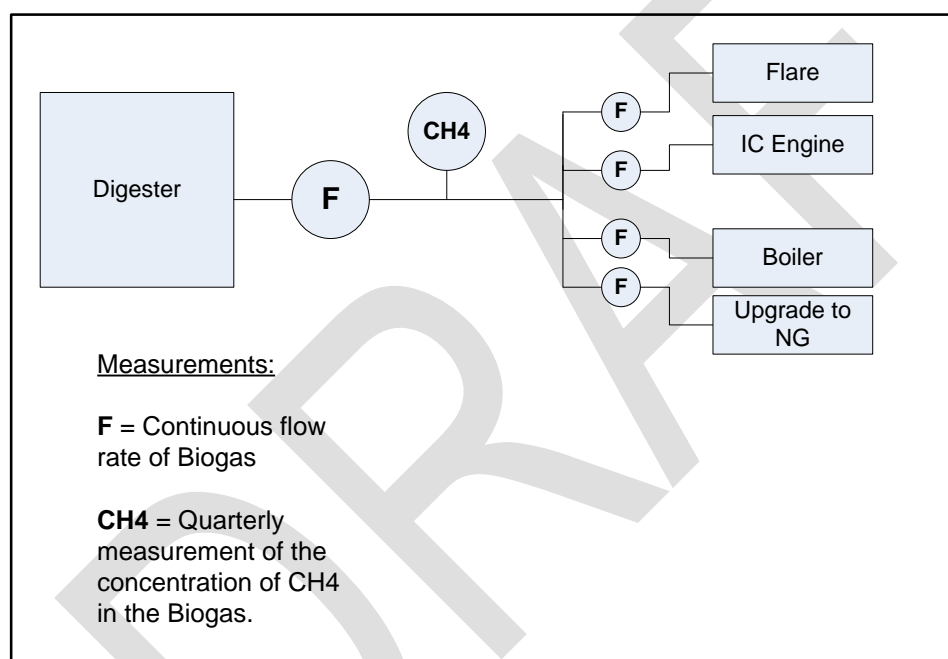 Flare
F
IC Engine
CH4
F
Digester
F
F
Boiler
F
Upgrade to
NG
Measurements:
F = Continuous flow
rate of Biogas
CH4 = Quarterly
measurement of the
concentration of CH4
in the Biogas.
DRAF